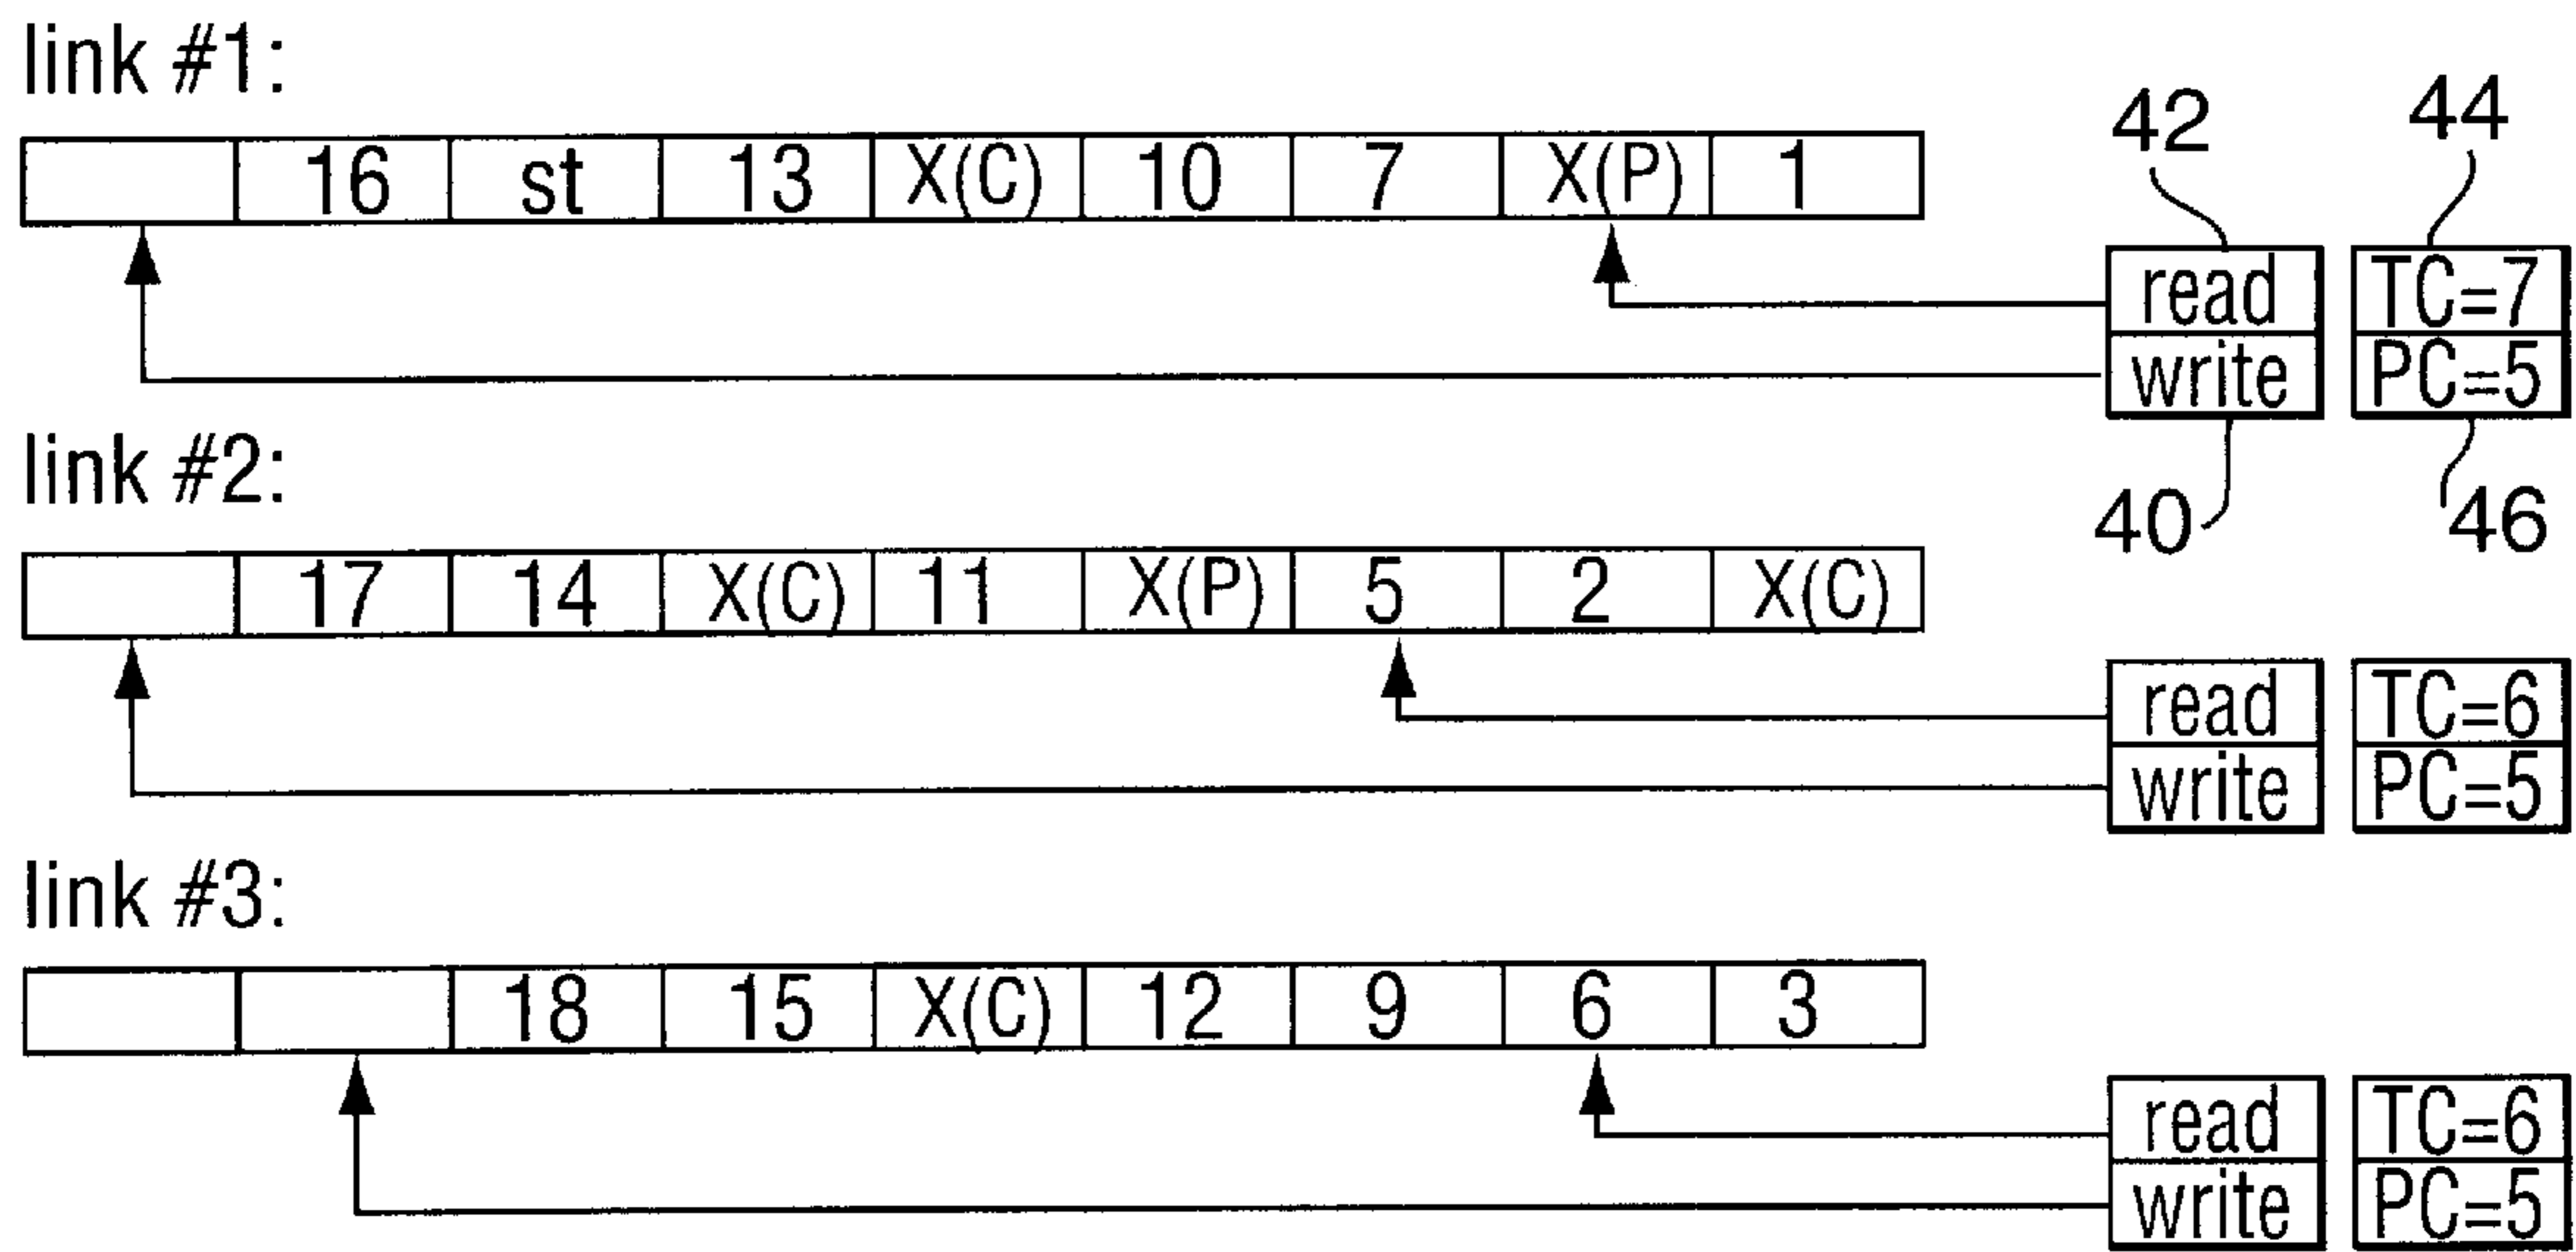 link #1:
42 44
16 st 13 X(C) 10 7 X(P) 1
read TC=7
write PC=5
link #2:
40 46
17 14 X(C) 11 X(P) 5 2 X(C)
read TC=6
write PC=5
link #3:
18 15 X(C) 12 9 6 3
read TC=6
write PC=5